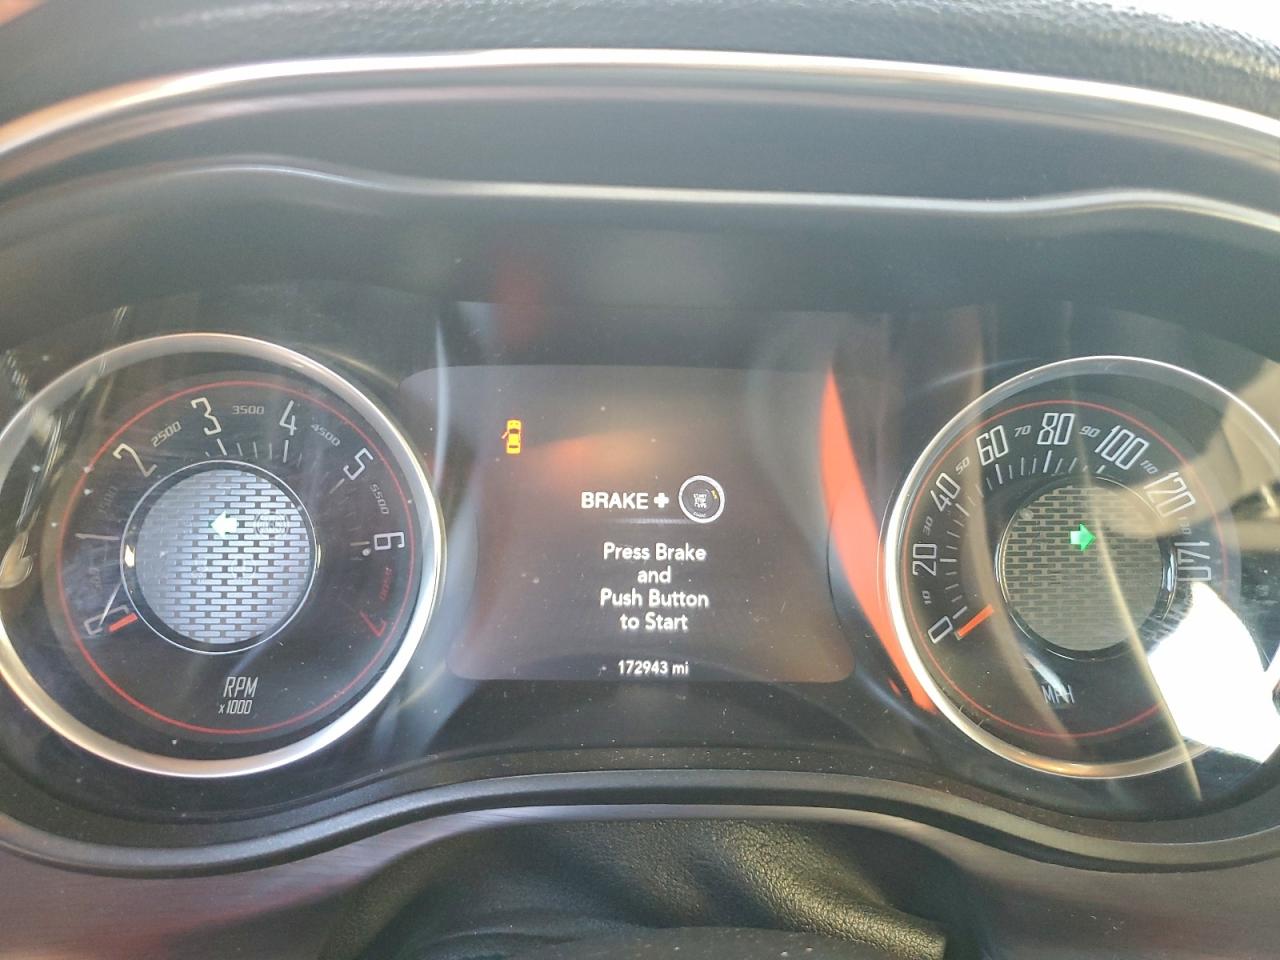 2 2500 3 3500 4 4500 5 5500 6 7
1
0
RPM
x1000
BRAKE +
Press Brake
and
Push Button
to Start
172943 mi
0 10 20 30 40 50 60 70 80 90 100 110 120 140
MPH